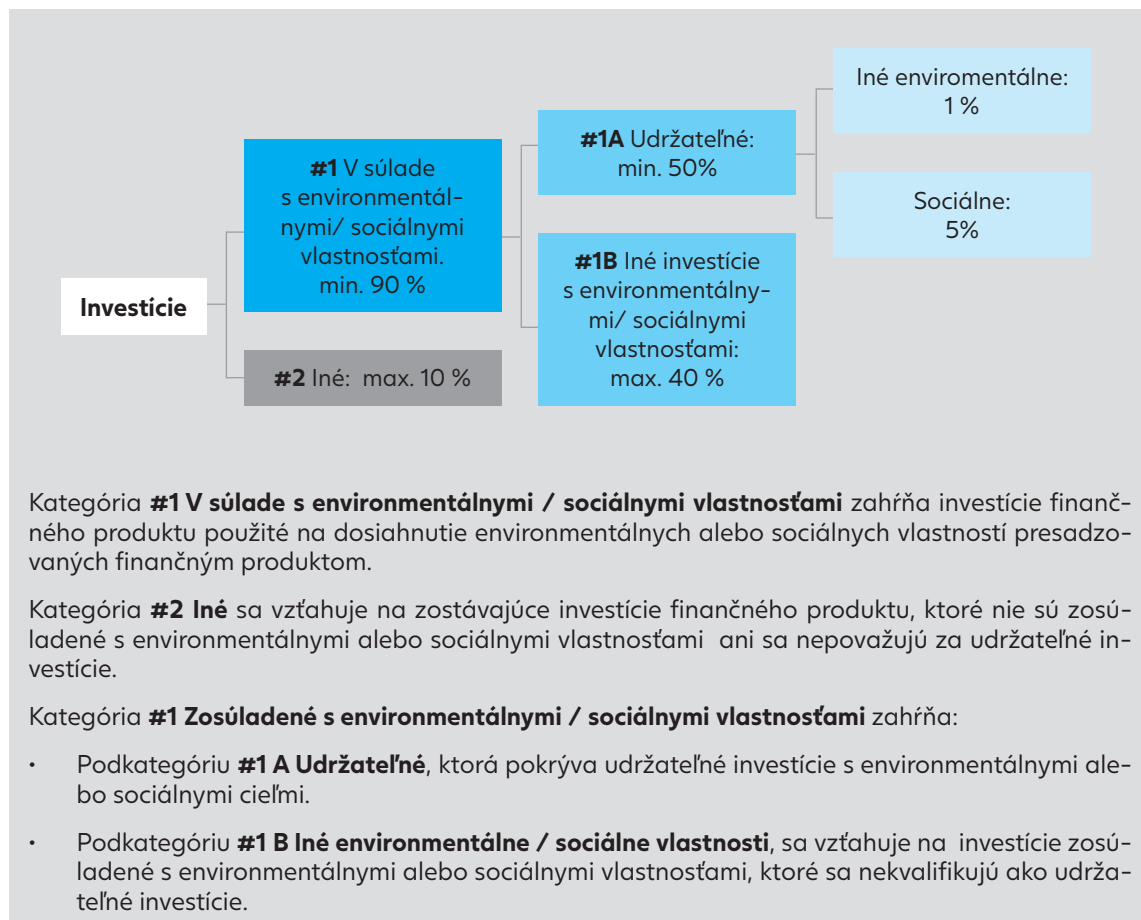 Investície
#1 V súlade
s environmentál-
nymi/ sociálnymi
vlastnosťami.
min. 90 %
#2 Iné: max. 10 %
#1A Udržateľné:
min. 50%
#1B Iné investície
s environmentálny-
mi/ sociálnymi
vlastnosťami:
max. 40 %
Iné enviromentálne:
1 %
Sociálne:
5%
Kategória #1 V súlade s environmentálnymi / sociálnymi vlastnosťami zahŕňa investície finanč-
ného produktu použité na dosiahnutie environmentálnych alebo sociálnych vlastností presadzo-
vaných finančným produktom.
Kategória #2 Iné sa vzťahuje na zostávajúce investície finančného produktu, ktoré nie sú zosú-
ladené s environmentálnymi alebo sociálnymi vlastnosťami ani sa nepovažujú za udržateľné in-
vestície.
Kategória #1 Zosúladené s environmentálnymi / sociálnymi vlastnosťami zahŕňa:
• Podkategóriu #1 A Udržateľné, ktorá pokrýva udržateľné investície s environmentálnymi ale-
bo sociálnymi cieľmi.
• Podkategóriu #1 B Iné environmentálne / sociálne vlastnosti, sa vzťahuje na investície zosú-
ladené s environmentálnymi alebo sociálnymi vlastnosťami, ktoré sa nekvalifikujú ako udrža-
teľné investície.